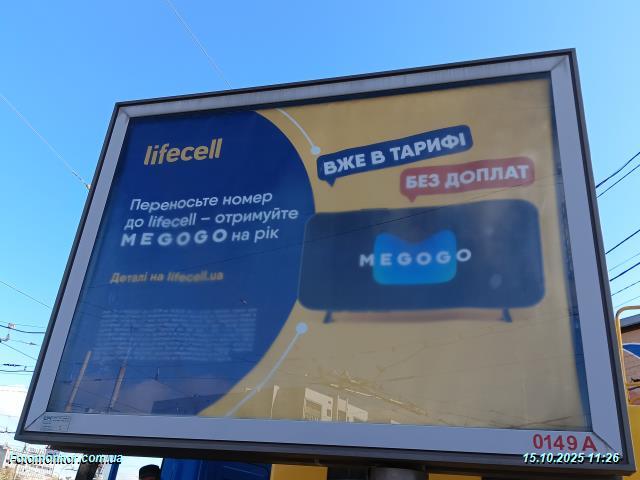 lifecell
Переносьте номер
до lifecell – отримуйте
MEGOGO на рік
Деталі на lifecell.ua
ВЖЕ В ТАРИФІ
БЕЗ ДОПЛАТ
MEGOGO
0149 A
Fotomonitor.com.ua
15.10.2025 11:26